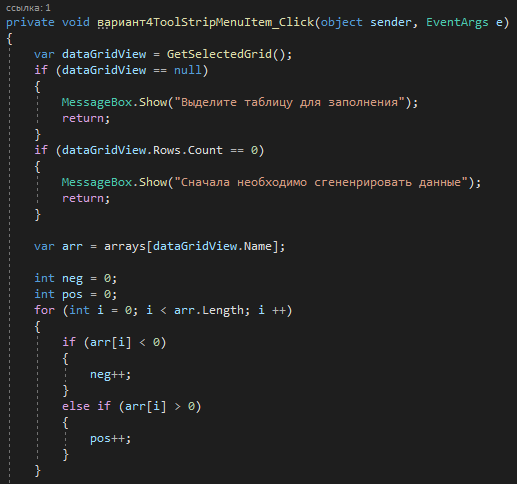 ссылка: 1
private void вариант4ToolStripMenuItem_Click(object sender, EventArgs e)
{
var dataGridView = GetSelectedGrid();
if (dataGridView == null)
{
MessageBox.Show("Выделите таблицу для заполнения");
return;
}
if (dataGridView.Rows.Count == 0)
{
MessageBox.Show("Сначала необходимо сгененрировать данные");
return;
}
var arr = arrays[dataGridView.Name];
int neg = 0;
int pos = 0;
for (int i = 0; i < arr.Length; i ++)
{
if (arr[i] < 0)
{
neg++;
}
else if (arr[i] > 0)
{
pos++;
}
}